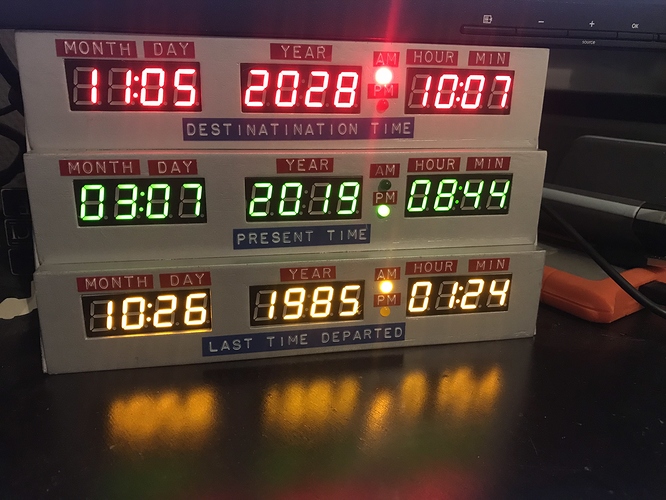 OK
SOURCE
MONTH DAY YEAR AM HOUR MIN
11:05 2028 PM 10:07
DESTINATINATION TIME
MONTH DAY YEAR AM HOUR MIN
03:07 2019 PM 08:44
PRESENT TIME
MONTH DAY YEAR AM HOUR MIN
10:26 1985 PM 01:24
LAST TIME DEPARTED